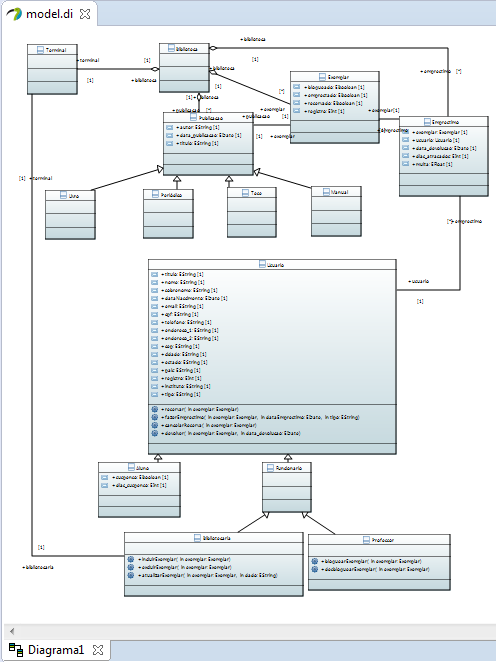 model.di
+ biblioteca
Terminal
Biblioteca
+ terminal
[1]
[1]
+ biblioteca
+ biblioteca
[1]
+ emprestimo
[*]
[1]
+ biblioteca
[1]
[1]
+ biblioteca
[*]
Exemplar
+ bloqueado: EBoolean [1]
+ emprestado: EBoolean [1]
+ reservado: EBoolean [1]
+ registro: EInt [1]
+ publicacao
[*]
+ exemplar
+ exemplar
[1]
Publicacao
+ publicacao
[1]
+ autor: EString [1]
+ data_publicacao: EDate [1]
+ titulo: EString [1]
[1]
+ exemplar
Emprestimo
+ exemplar: Exemplar [1]
+ usuario: Usuario [1]
+ data_devolucao: EDate [1]
+ dias_atrasados: EInt [1]
+ multa: EFloat [1]
[1]
+ terminal
Livro
Periódico
Tese
Manual
[*]
+ emprestimo
Usuario
+ titulo: EString [1]
+ nome: EString [1]
+ sobrenome: EString [1]
+ dataNascimento: EDate [1]
+ email: EString [1]
+ cpf: EString [1]
+ telefone: EString [1]
+ endereco_1: EString [1]
+ endereco_2: EString [1]
+ cep: EString [1]
+ cidade: EString [1]
+ estado: EString [1]
+ pais: EString [1]
+ registro: EInt [1]
+ instituto: EString [1]
+ tipo: EString [1]
+ usuario
[1]
+ reservar( in exemplar: Exemplar)
+ fazerEmprestimo( in exemplar: Exemplar, in dataEmprestimo: EDate, in tipo: EString)
+ cancelarReserva( in exemplar: Exemplar)
+ devolver( in exemplar: Exemplar, in data_devolucao: EDate)
Aluno
+ suspenso: EBoolean [1]
+ dias_suspenso: EInt [1]
Funcionario
Bibliotecaria
+ incluirExemplar( in exemplar: Exemplar)
+ excluirExemplar( in exemplar: Exemplar)
+ atualizarExemplar( in exemplar: Exemplar, in dado: EString)
Professor
+ bloquearExemplar( in exemplar: Exemplar)
+ desbloquearExemplar( in exemplar: Exemplar)
[1]
+ bibliotecaria
Diagrama1